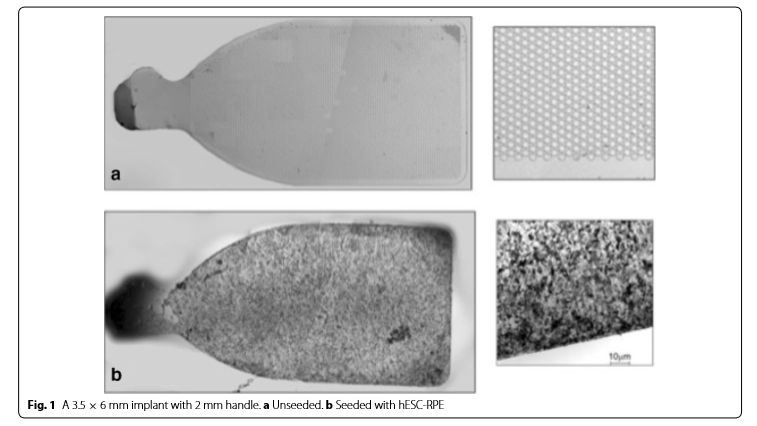 a
b
10μm
Fig. 1 A 3.5 × 6 mm implant with 2 mm handle. a Unseeded. b Seeded with hESC-RPE